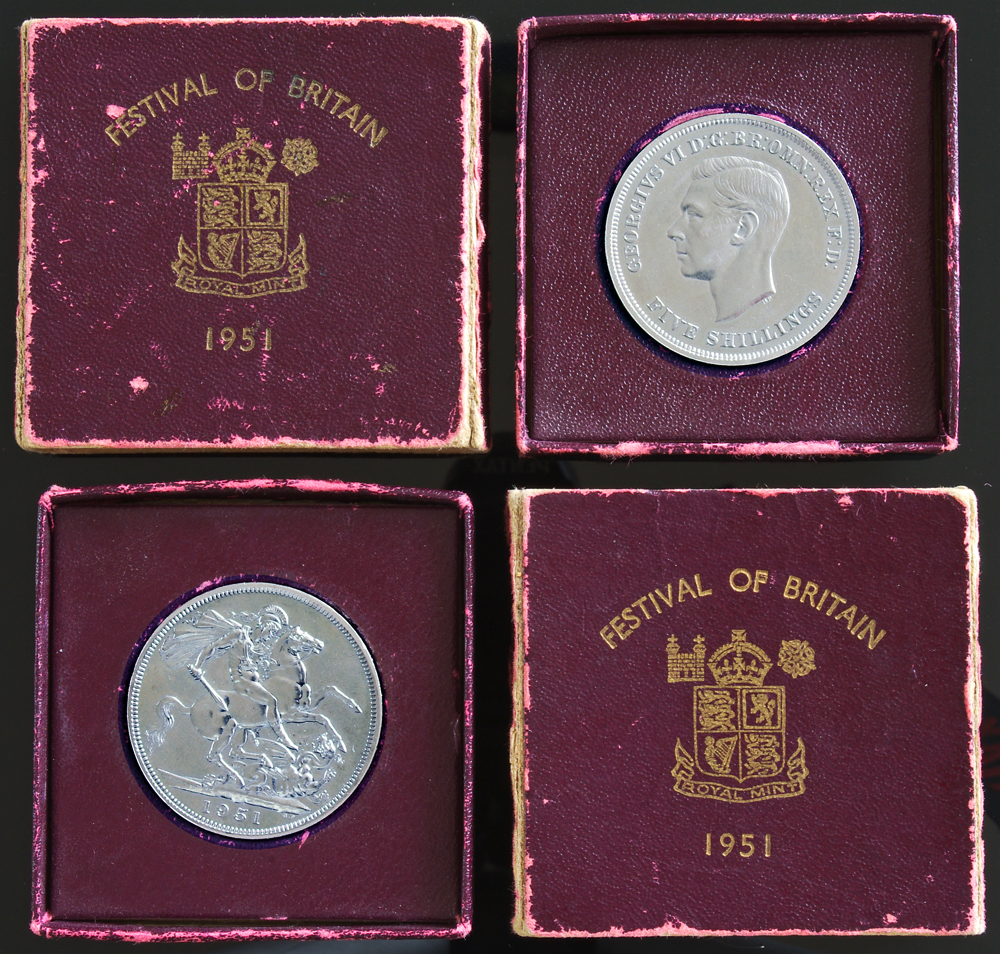 FESTIVAL OF BRITAIN
ROYAL MINT
1951
GEORGIVS VI D:G:BR:OMN:REX F:D:
FIVE SHILLINGS
1951
FESTIVAL OF BRITAIN
ROYAL MINT
1951